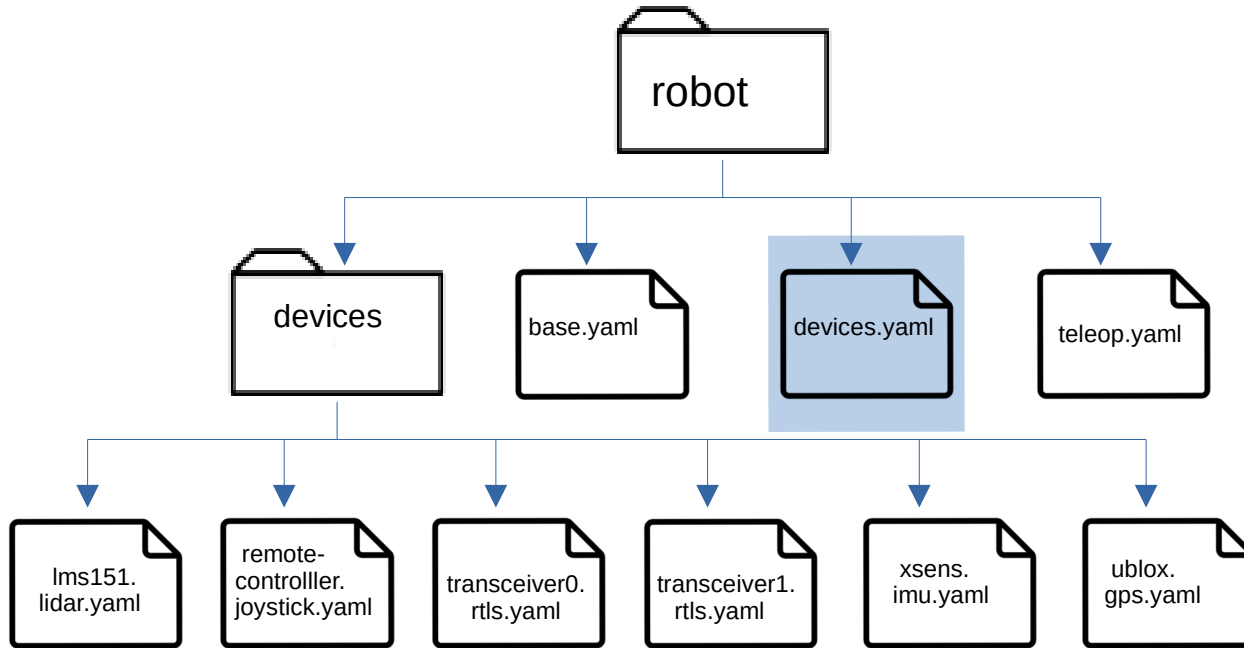 robot
devices
base.yaml
devices.yaml
teleop.yaml
lms151.
lidar.yaml
remote-
controlller.
joystick.yaml
transceiver0.
rtls.yaml
transceiver1.
rtls.yaml
xsens.
imu.yaml
ublox.
gps.yaml